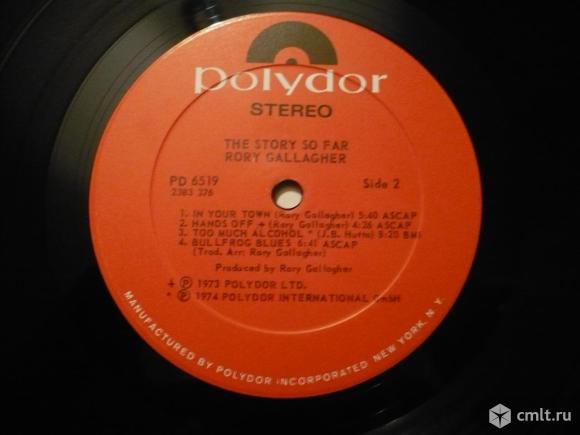 polydor
STEREO
THE STORY SO FAR
RORY GALLAGHER
PD 6519
2383 376
Side 2
1. IN YOUR TOWN (Rory Gallagher) 5:40 ASCAP
2. HANDS OFF + (Rory Gallagher) 4:26 ASCAP
3. TOO MUCH ALCOHOL * (J.B. Hutto) 8:20 BMI
4. BULLFROG BLUES 6:41 ASCAP
(Trad. Arr: Rory Gallagher)
Produced by Rory Gallagher
+ Ⓟ 1973 POLYDOR LTD.
* Ⓟ 1974 POLYDOR INTERNATIONAL GmbH
MANUFACTURED BY POLYDOR INCORPORATED NEW YORK, N. Y.
cmlt.ru